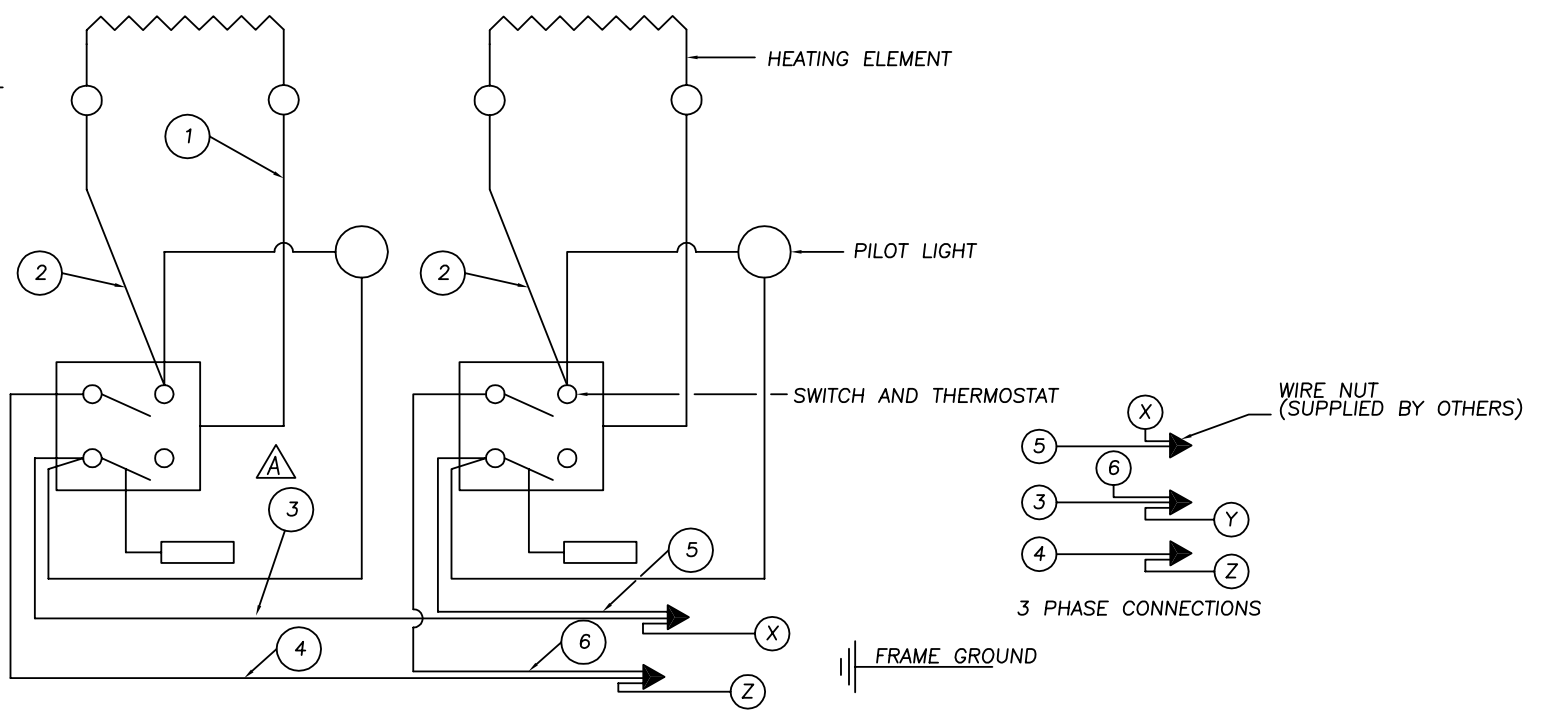 HEATING ELEMENT
1
2
2
PILOT LIGHT
SWITCH AND THERMOSTAT
WIRE NUT
(SUPPLIED BY OTHERS)
X
5
6
3
Y
4
Z
3 PHASE CONNECTIONS
A
3
5
4
6
X
Z
FRAME GROUND